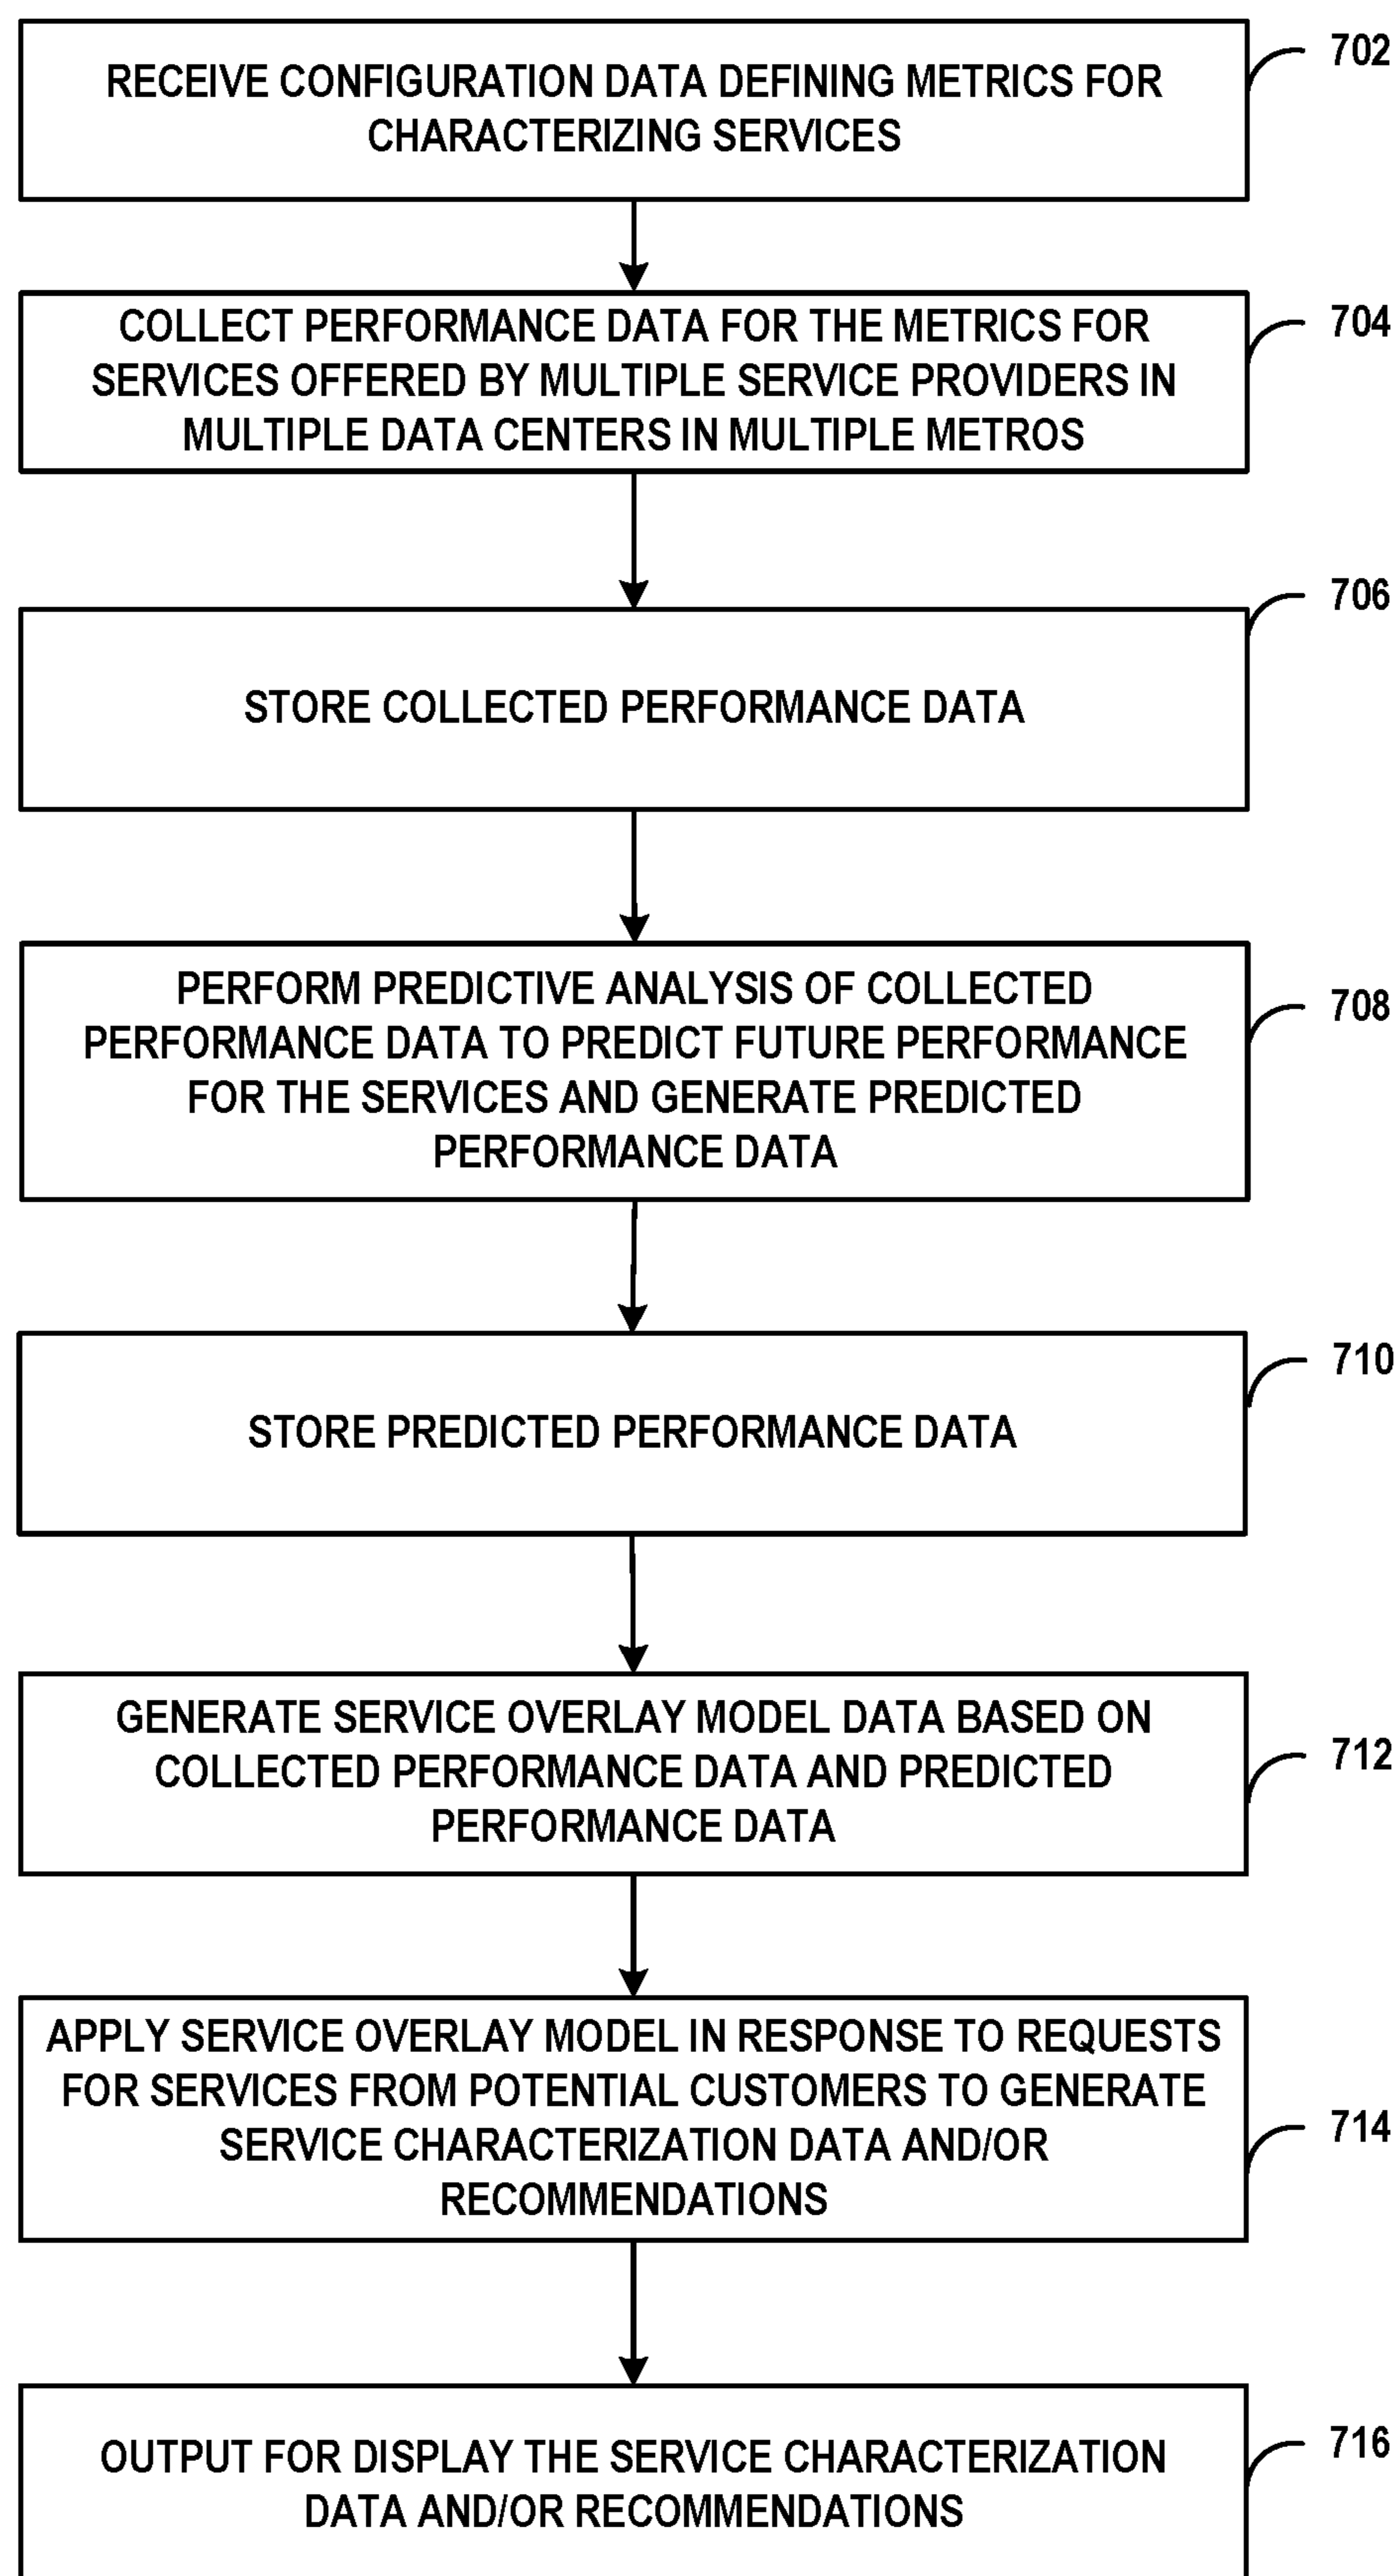 702
RECEIVE CONFIGURATION DATA DEFINING METRICS FOR
CHARACTERIZING SERVICES
704
COLLECT PERFORMANCE DATA FOR THE METRICS FOR
SERVICES OFFERED BY MULTIPLE SERVICE PROVIDERS IN
MULTIPLE DATA CENTERS IN MULTIPLE METROS
706
STORE COLLECTED PERFORMANCE DATA
708
PERFORM PREDICTIVE ANALYSIS OF COLLECTED
PERFORMANCE DATA TO PREDICT FUTURE PERFORMANCE
FOR THE SERVICES AND GENERATE PREDICTED
PERFORMANCE DATA
710
STORE PREDICTED PERFORMANCE DATA
712
GENERATE SERVICE OVERLAY MODEL DATA BASED ON
COLLECTED PERFORMANCE DATA AND PREDICTED
PERFORMANCE DATA
714
APPLY SERVICE OVERLAY MODEL IN RESPONSE TO REQUESTS
FOR SERVICES FROM POTENTIAL CUSTOMERS TO GENERATE
SERVICE CHARACTERIZATION DATA AND/OR
RECOMMENDATIONS
716
OUTPUT FOR DISPLAY THE SERVICE CHARACTERIZATION
DATA AND/OR RECOMMENDATIONS